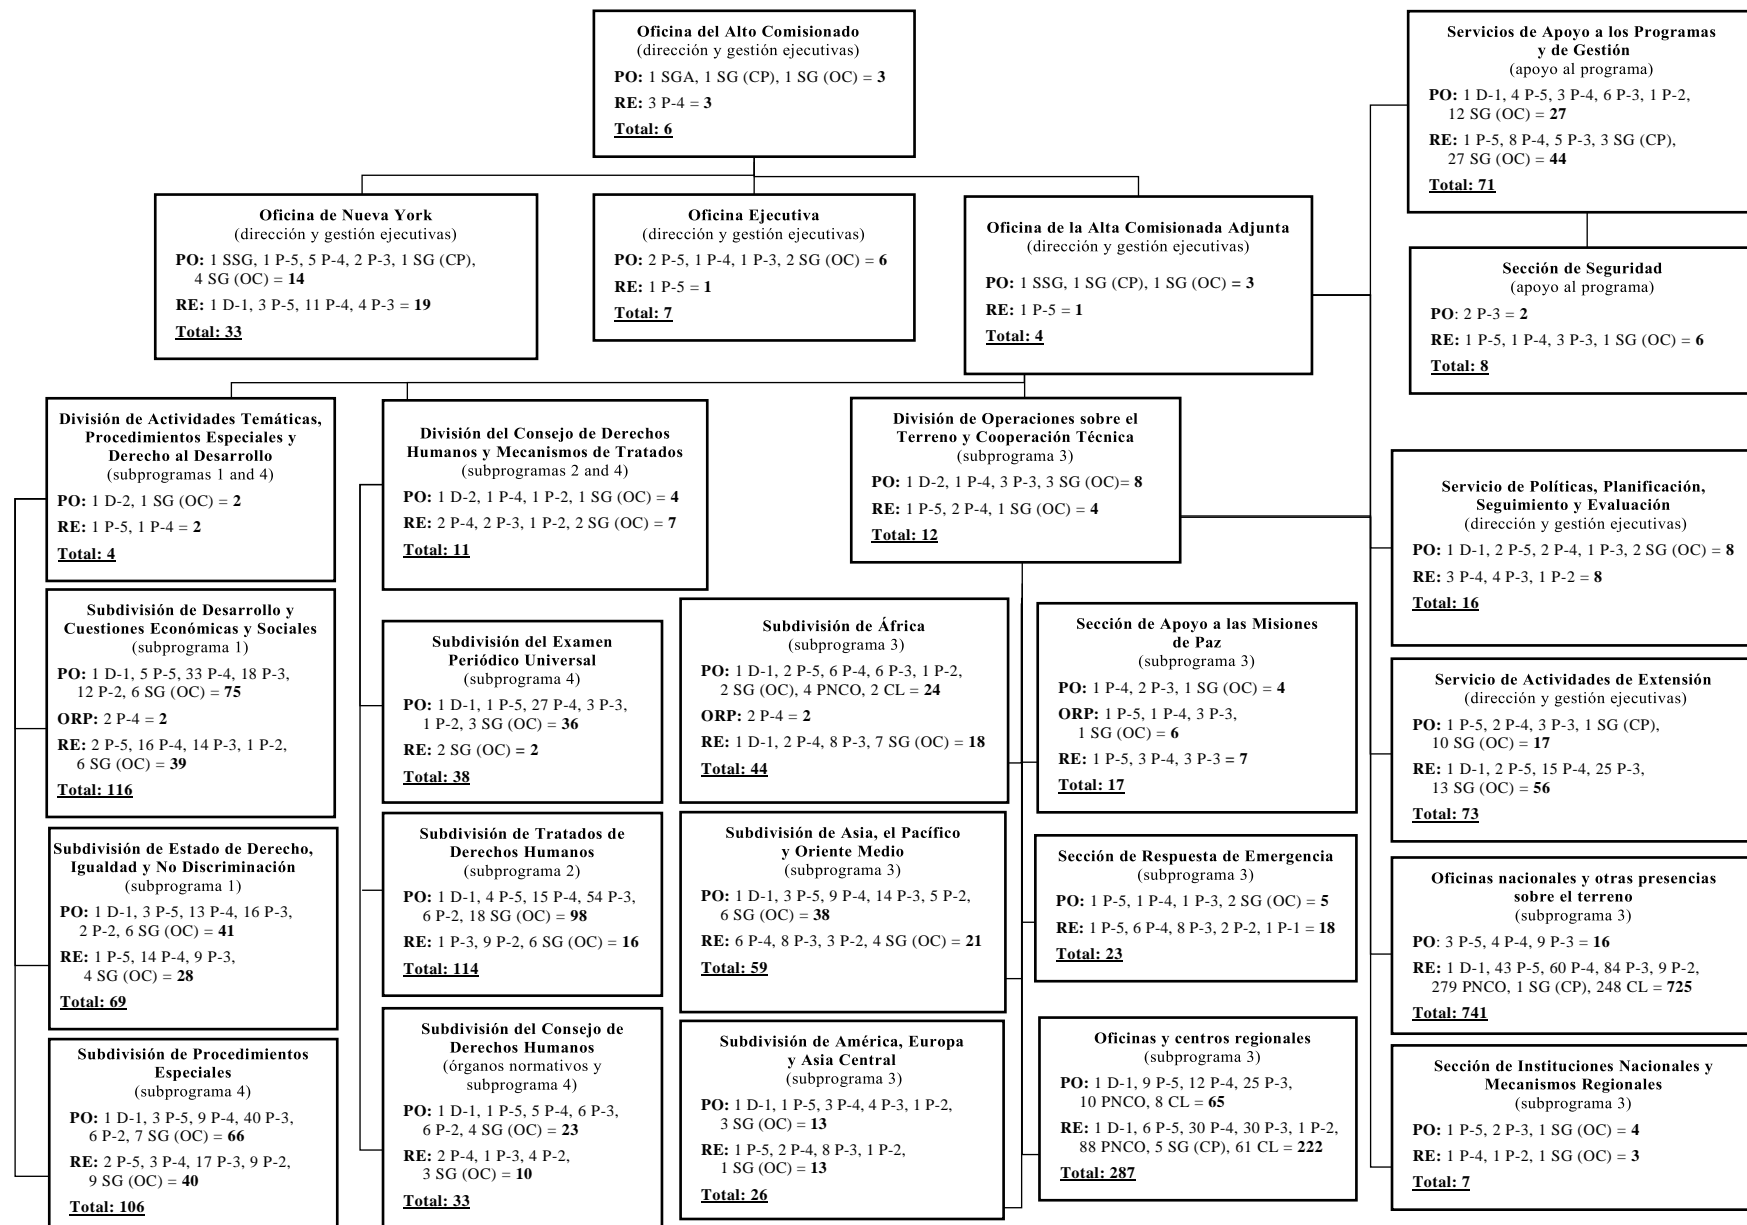 Oficina del Alto Comisionado
(dirección y gestión ejecutivas)
PO: 1 SGA, 1 SG (CP), 1 SG (OC) = 3
RE: 3 P-4 = 3
Total: 6
Servicios de Apoyo a los Programas
y de Gestión
(apoyo al programa)
PO: 1 D-1, 4 P-5, 3 P-4, 6 P-3, 1 P-2,
12 SG (OC) = 27
RE: 1 P-5, 8 P-4, 5 P-3, 3 SG (CP),
27 SG (OC) = 44
Total: 71
Oficina de Nueva York
(dirección y gestión ejecutivas)
PO: 1 SSG, 1 P-5, 5 P-4, 2 P-3, 1 SG (CP),
4 SG (OC) = 14
RE: 1 D-1, 3 P-5, 11 P-4, 4 P-3 = 19
Total: 33
Oficina Ejecutiva
(dirección y gestión ejecutivas)
PO: 2 P-5, 1 P-4, 1 P-3, 2 SG (OC) = 6
RE: 1 P-5 = 1
Total: 7
Oficina de la Alta Comisionada Adjunta
(dirección y gestión ejecutivas)
PO: 1 SSG, 1 SG (CP), 1 SG (OC) = 3
RE: 1 P-5 = 1
Total: 4
Sección de Seguridad
(apoyo al programa)
PO: 2 P-3 = 2
RE: 1 P-5, 1 P-4, 3 P-3, 1 SG (OC) = 6
Total: 8
División de Actividades Temáticas,
Procedimientos Especiales y
Derecho al Desarrollo
(subprogramas 1 and 4)
PO: 1 D-2, 1 SG (OC) = 2
RE: 1 P-5, 1 P-4 = 2
Total: 4
División del Consejo de Derechos
Humanos y Mecanismos de Tratados
(subprogramas 2 and 4)
PO: 1 D-2, 1 P-4, 1 P-2, 1 SG (OC) = 4
RE: 2 P-4, 2 P-3, 1 P-2, 2 SG (OC) = 7
Total: 11
División de Operaciones sobre el
Terreno y Cooperación Técnica
(subprograma 3)
PO: 1 D-2, 1 P-4, 3 P-3, 3 SG (OC)= 8
RE: 1 P-5, 2 P-4, 1 SG (OC) = 4
Total: 12
Servicio de Políticas, Planificación,
Seguimiento y Evaluación
(dirección y gestión ejecutivas)
PO: 1 D-1, 2 P-5, 2 P-4, 1 P-3, 2 SG (OC) = 8
RE: 3 P-4, 4 P-3, 1 P-2 = 8
Total: 16
Subdivisión de Desarrollo y
Cuestiones Económicas y Sociales
(subprograma 1)
PO: 1 D-1, 5 P-5, 33 P-4, 18 P-3,
12 P-2, 6 SG (OC) = 75
ORP: 2 P-4 = 2
RE: 2 P-5, 16 P-4, 14 P-3, 1 P-2,
6 SG (OC) = 39
Total: 116
Subdivisión del Examen
Periódico Universal
(subprograma 4)
PO: 1 D-1, 1 P-5, 27 P-4, 3 P-3,
1 P-2, 3 SG (OC) = 36
RE: 2 SG (OC) = 2
Total: 38
Subdivisión de África
(subprograma 3)
PO: 1 D-1, 2 P-5, 6 P-4, 6 P-3, 1 P-2,
2 SG (OC), 4 PNCO, 2 CL = 24
ORP: 2 P-4 = 2
RE: 1 D-1, 2 P-4, 8 P-3, 7 SG (OC) = 18
Total: 44
Sección de Apoyo a las Misiones
de Paz
(subprograma 3)
PO: 1 P-4, 2 P-3, 1 SG (OC) = 4
ORP: 1 P-5, 1 P-4, 3 P-3,
1 SG (OC) = 6
RE: 1 P-5, 3 P-4, 3 P-3 = 7
Total: 17
Servicio de Actividades de Extensión
(dirección y gestión ejecutivas)
PO: 1 P-5, 2 P-4, 3 P-3, 1 SG (CP),
10 SG (OC) = 17
RE: 1 D-1, 2 P-5, 15 P-4, 25 P-3,
13 SG (OC) = 56
Total: 73
Subdivisión de Estado de Derecho,
Igualdad y No Discriminación
(subprograma 1)
PO: 1 D-1, 3 P-5, 13 P-4, 16 P-3,
2 P-2, 6 SG (OC) = 41
RE: 1 P-5, 14 P-4, 9 P-3,
4 SG (OC) = 28
Total: 69
Subdivisión de Tratados de
Derechos Humanos
(subprograma 2)
PO: 1 D-1, 4 P-5, 15 P-4, 54 P-3,
6 P-2, 18 SG (OC) = 98
RE: 1 P-3, 9 P-2, 6 SG (OC) = 16
Total: 114
Subdivisión de Asia, el Pacífico
y Oriente Medio
(subprograma 3)
PO: 1 D-1, 3 P-5, 9 P-4, 14 P-3, 5 P-2,
6 SG (OC) = 38
RE: 6 P-4, 8 P-3, 3 P-2, 4 SG (OC) = 21
Total: 59
Sección de Respuesta de Emergencia
(subprograma 3)
PO: 1 P-5, 1 P-4, 1 P-3, 2 SG (OC) = 5
RE: 1 P-5, 6 P-4, 8 P-3, 2 P-2, 1 P-1 = 18
Total: 23
Oficinas nacionales y otras presencias
sobre el terreno
(subprograma 3)
PO: 3 P-5, 4 P-4, 9 P-3 = 16
RE: 1 D-1, 43 P-5, 60 P-4, 84 P-3, 9 P-2,
279 PNCO, 1 SG (CP), 248 CL = 725
Total: 741
Subdivisión de Procedimientos
Especiales
(subprograma 4)
PO: 1 D-1, 3 P-5, 9 P-4, 40 P-3,
6 P-2, 7 SG (OC) = 66
RE: 2 P-5, 3 P-4, 17 P-3, 9 P-2,
9 SG (OC) = 40
Total: 106
Subdivisión del Consejo de
Derechos Humanos
(órganos normativos y
subprograma 4)
PO: 1 D-1, 1 P-5, 5 P-4, 6 P-3,
6 P-2, 4 SG (OC) = 23
RE: 2 P-4, 1 P-3, 4 P-2,
3 SG (OC) = 10
Total: 33
Subdivisión de América, Europa
y Asia Central
(subprograma 3)
PO: 1 D-1, 1 P-5, 3 P-4, 4 P-3, 1 P-2,
3 SG (OC) = 13
RE: 1 P-5, 2 P-4, 8 P-3, 1 P-2,
1 SG (OC) = 13
Total: 26
Oficinas y centros regionales
(subprograma 3)
PO: 1 D-1, 9 P-5, 12 P-4, 25 P-3,
10 PNCO, 8 CL = 65
RE: 1 D-1, 6 P-5, 30 P-4, 30 P-3, 1 P-2,
88 PNCO, 5 SG (CP), 61 CL = 222
Total: 287
Sección de Instituciones Nacionales y
Mecanismos Regionales
(subprograma 3)
PO: 1 P-5, 2 P-3, 1 SG (OC) = 4
RE: 1 P-4, 1 P-2, 1 SG (OC) = 3
Total: 7